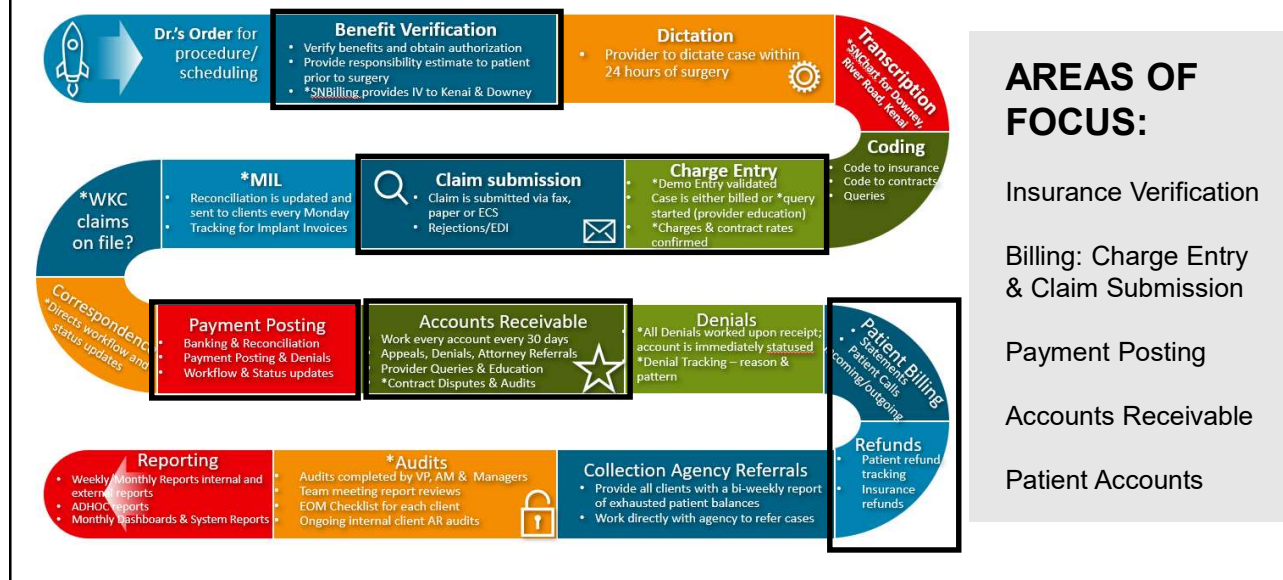 Dr.'s Order for
procedure/
scheduling
Benefit Verification
• Verify benefits and obtain authorization
• Provide responsibility estimate to patient
prior to surgery
• *SNBilling provides IV to Kenai & Downey
Dictation
• Provider to dictate case within
24 hours of surgery
Transcription
*SNChart for Downey,
River Road, Kenai
Coding
• Code to insurance
• Code to contracts
• Queries
Charge Entry
• *Demo Entry validated
• Case is either billed or *query
started (provider education)
• *Charges & contract rates
confirmed
Claim submission
• Claim is submitted via fax,
paper or ECS
• Rejections/EDI
*MIL
• Reconciliation is updated and
sent to clients every Monday
• Tracking for Implant Invoices
*WKC
claims
on file?
Correspondence
*Directs workflow and
status updates
Payment Posting
• Banking & Reconciliation
• Payment Posting & Denials
• Workflow & Status updates
Accounts Receivable
• Work every account every 30 days
• Appeals, Denials, Attorney Referrals
• Provider Queries & Education
• *Contract Disputes & Audits
Denials
• *All Denials worked upon receipt;
account is immediately statused
• *Denial Tracking – reason &
pattern
Patient Billing
• Statements
• Patient Calls
incoming/outgoing
Refunds
• Patient refund
tracking
• Insurance
refunds
Collection Agency Referrals
• Provide all clients with a bi-weekly report
of exhausted patient balances
• Work directly with agency to refer cases
*Audits
• Audits completed by VP, AM & Managers
• Team meeting report reviews
• EOM Checklist for each client
• Ongoing internal client AR audits
Reporting
• Weekly/Monthly Reports internal and
external reports
• ADHOC reports
• Monthly Dashboards & System Reports
AREAS OF
FOCUS:
Insurance Verification
Billing: Charge Entry
& Claim Submission
Payment Posting
Accounts Receivable
Patient Accounts